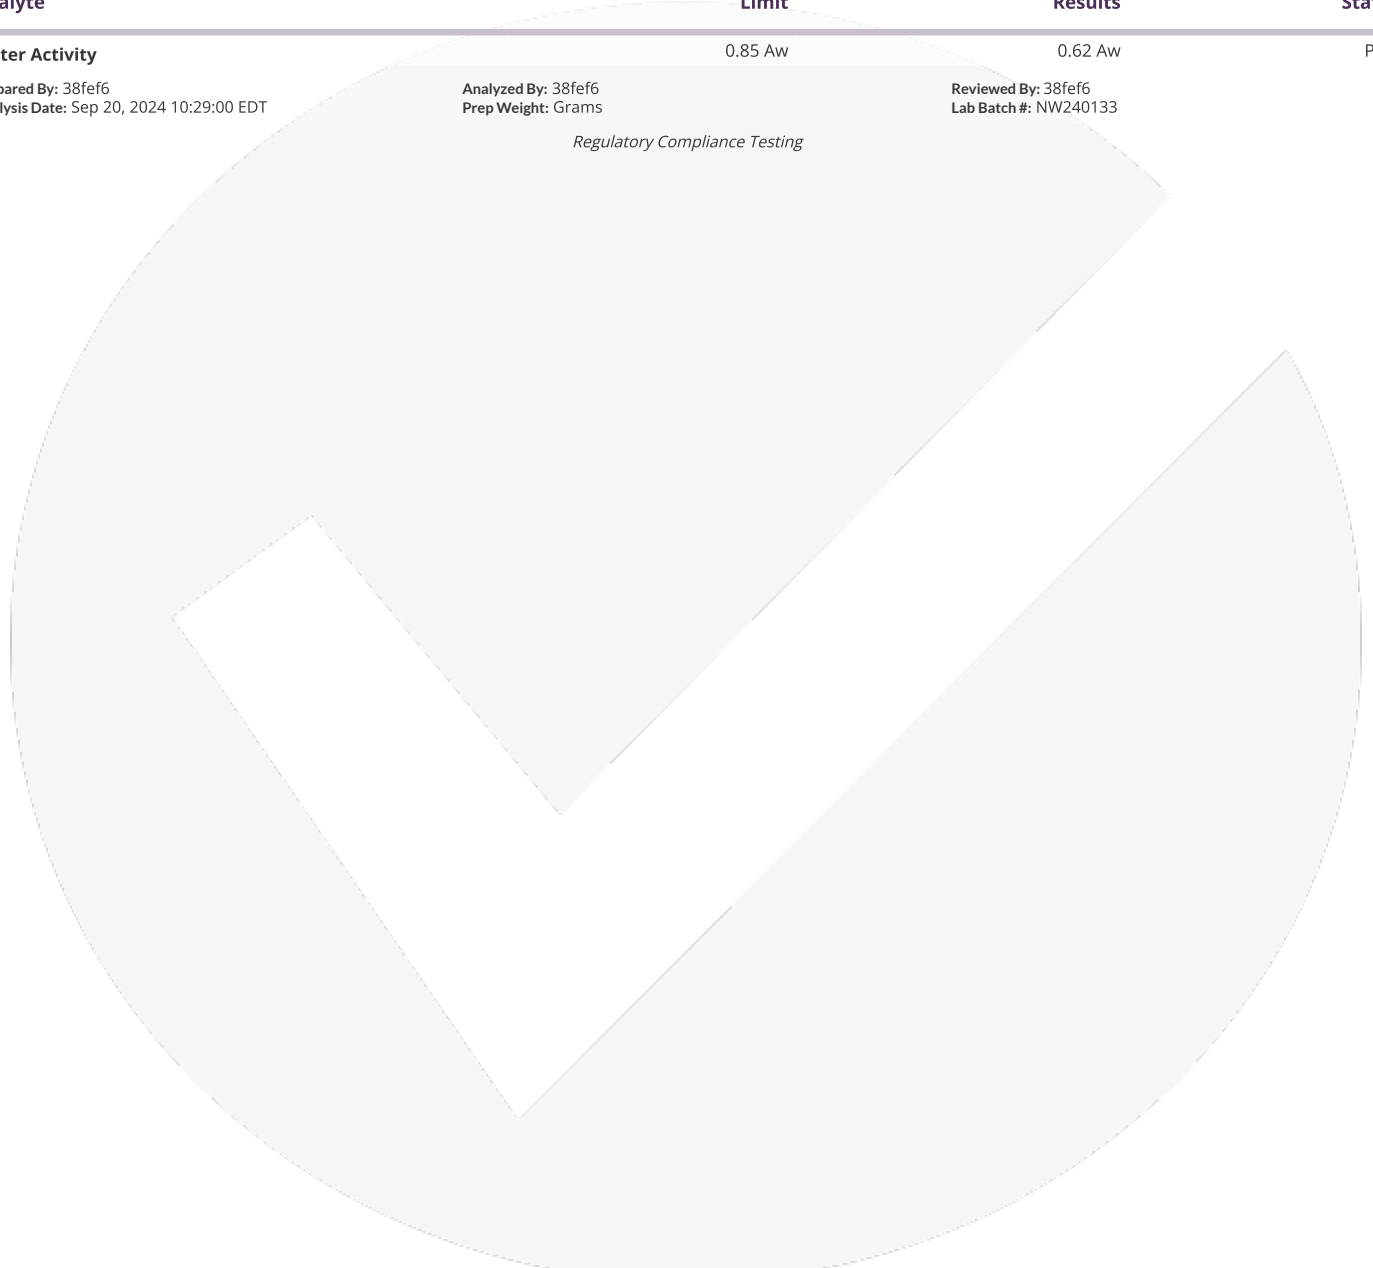 alyte Limit Results Sta
ter Activity 0.85 Aw 0.62 Aw P
pared By: 38fef6 Analyzed By: 38fef6 Reviewed By: 38fef6
lysis Date: Sep 20, 2024 10:29:00 EDT Prep Weight: Grams Lab Batch #: NW240133
Regulatory Compliance Testing